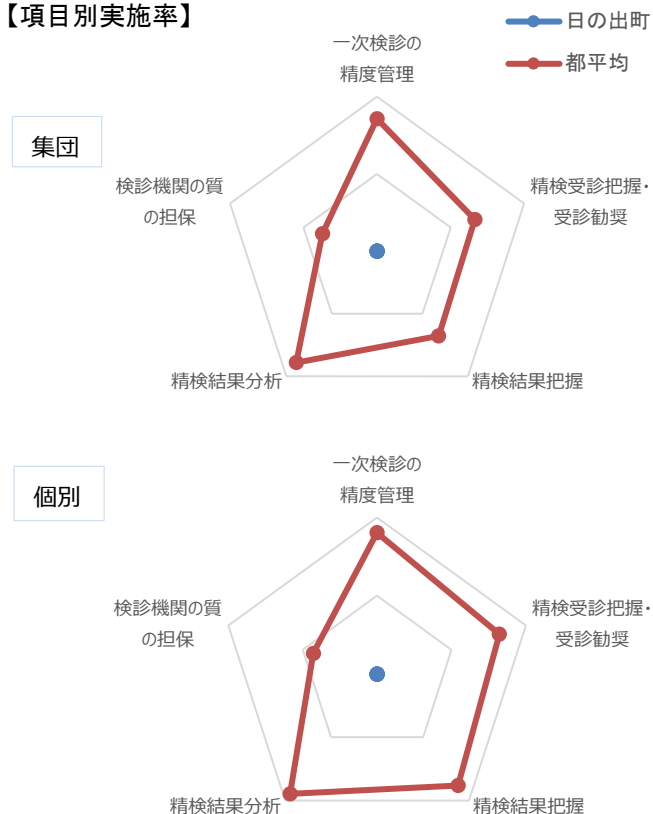 【項目別実施率】
日の出町
都平均
集団
一次検診の
精度管理
精検受診把握・
受診勧奨
精検結果把握
精検結果分析
検診機関の質
の担保
個別
一次検診の
精度管理
精検受診把握・
受診勧奨
精検結果把握
精検結果分析
検診機関の質
の担保